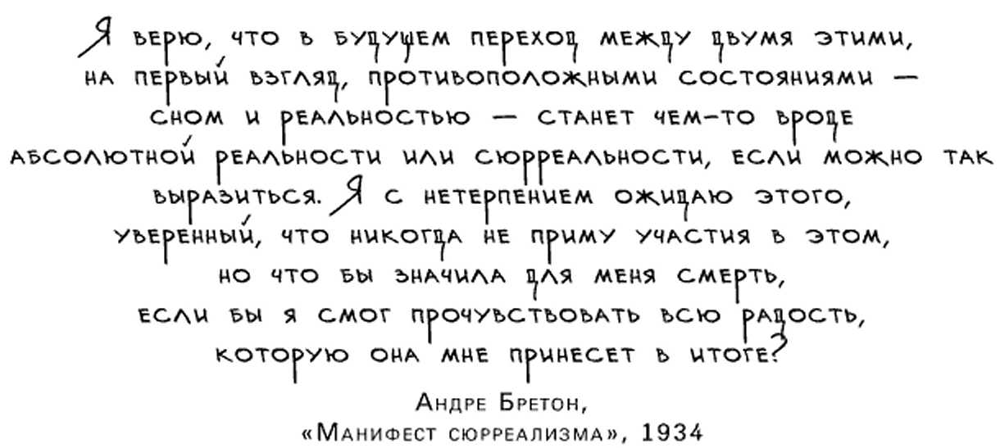 Я верю, что в будущем переход между двумя этими,
на первый взгляд, противоположными состояниями —
сном и реальностью — станет чем-то вроде
абсолютной реальности или сюрреальности, если можно так
выразиться. Я с нетерпением ожидаю этого,
уверенный, что никогда не приму участия в этом,
но что бы значила для меня смерть,
если бы я смог прочувствовать всю радость,
которую она мне принесет в итоге?
Андре Бретон,
«Манифест сюрреализма», 1934